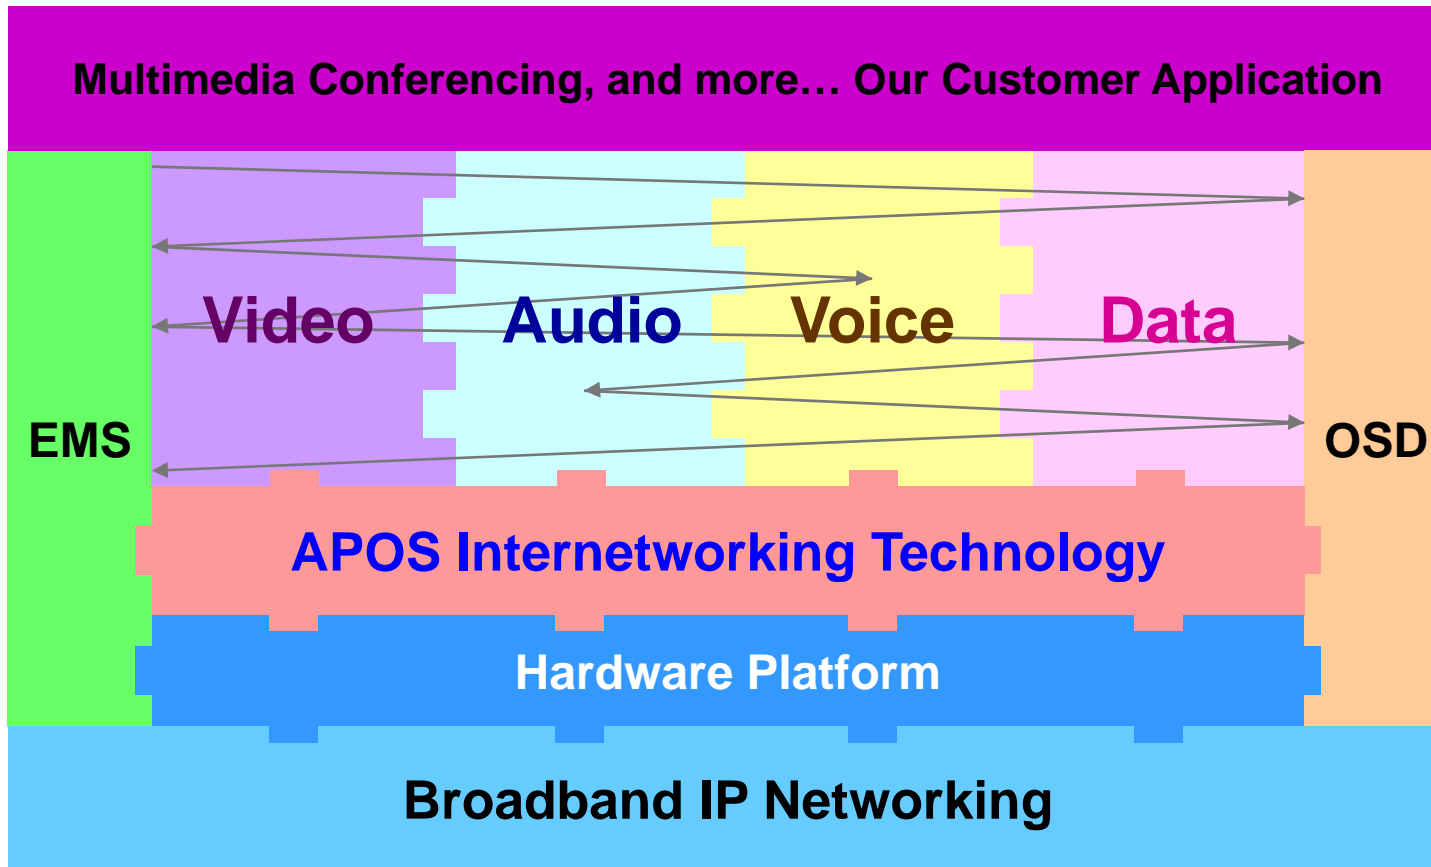 Multimedia Conferencing, and more… Our Customer Application
Video
Audio
Voice
Data
EMS
OSD
APOS Internetworking Technology
Hardware Platform
Broadband IP Networking